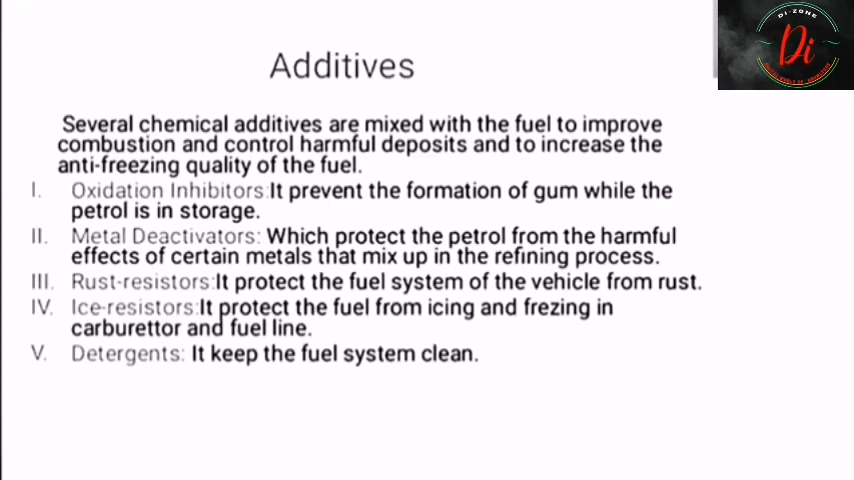 DI-ZONE
Di
Additives
Several chemical additives are mixed with the fuel to improve
combustion and control harmful deposits and to increase the
anti-freezing quality of the fuel.
I. Oxidation Inhibitors:It prevent the formation of gum while the
petrol is in storage.
II. Metal Deactivators: Which protect the petrol from the harmful
effects of certain metals that mix up in the refining process.
III. Rust-resistors:It protect the fuel system of the vehicle from rust.
IV. Ice-resistors:It protect the fuel from icing and frezing in
carburettor and fuel line.
V. Detergents: It keep the fuel system clean.